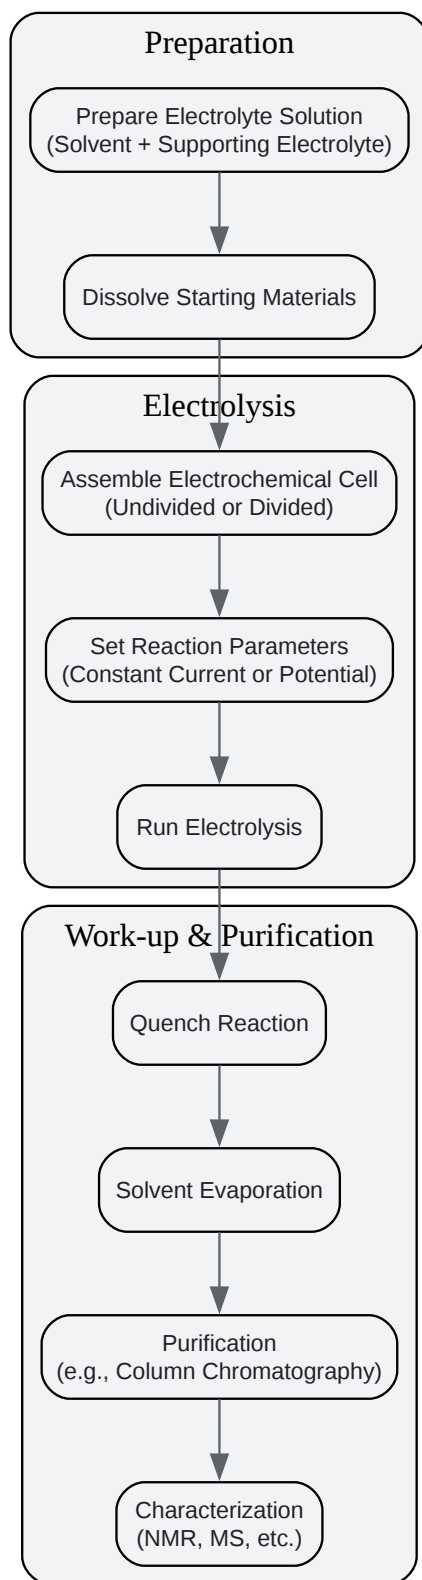 Preparation
Prepare Electrolyte Solution
(Solvent + Supporting Electrolyte)
Dissolve Starting Materials
Electrolysis
Assemble Electrochemical Cell
(Undivided or Divided)
Set Reaction Parameters
(Constant Current or Potential)
Run Electrolysis
Work-up & Purification
Quench Reaction
Solvent Evaporation
Purification
(e.g., Column Chromatography)
Characterization
(NMR, MS, etc.)